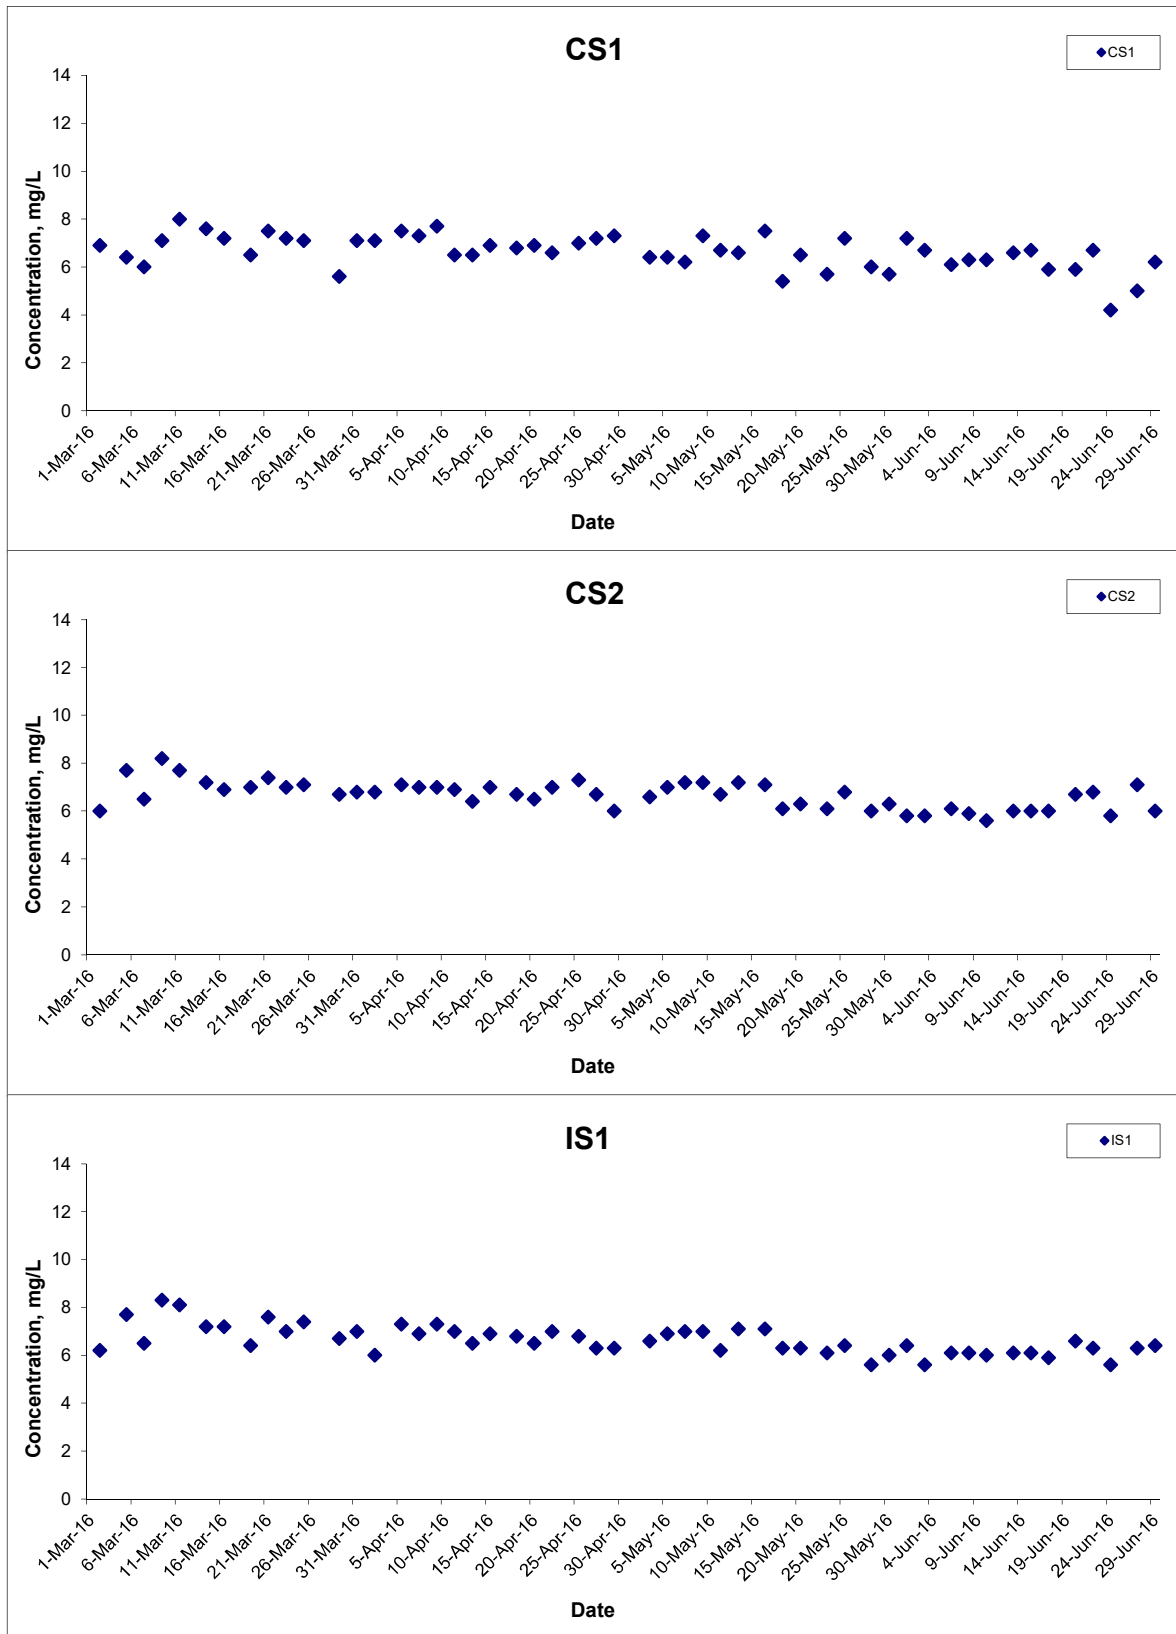 CS1
CS1
14
12
10
8
6
4
2
0
Concentration, mg/L
1-Mar-16
6-Mar-16
11-Mar-16
16-Mar-16
21-Mar-16
26-Mar-16
31-Mar-16
5-Apr-16
10-Apr-16
15-Apr-16
20-Apr-16
25-Apr-16
30-Apr-16
5-May-16
10-May-16
15-May-16
20-May-16
25-May-16
30-May-16
4-Jun-16
9-Jun-16
14-Jun-16
19-Jun-16
24-Jun-16
29-Jun-16
Date
CS2
CS2
14
12
10
8
6
4
2
0
Concentration, mg/L
1-Mar-16
6-Mar-16
11-Mar-16
16-Mar-16
21-Mar-16
26-Mar-16
31-Mar-16
5-Apr-16
10-Apr-16
15-Apr-16
20-Apr-16
25-Apr-16
30-Apr-16
5-May-16
10-May-16
15-May-16
20-May-16
25-May-16
30-May-16
4-Jun-16
9-Jun-16
14-Jun-16
19-Jun-16
24-Jun-16
29-Jun-16
Date
IS1
IS1
14
12
10
8
6
4
2
0
Concentration, mg/L
1-Mar-16
6-Mar-16
11-Mar-16
16-Mar-16
21-Mar-16
26-Mar-16
31-Mar-16
5-Apr-16
10-Apr-16
15-Apr-16
20-Apr-16
25-Apr-16
30-Apr-16
5-May-16
10-May-16
15-May-16
20-May-16
25-May-16
30-May-16
4-Jun-16
9-Jun-16
14-Jun-16
19-Jun-16
24-Jun-16
29-Jun-16
Date